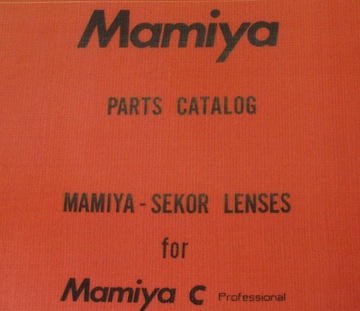 Mamiya
PARTS CATALOG
MAMIYA-SEKOR LENSES
for
Mamiya C Professional